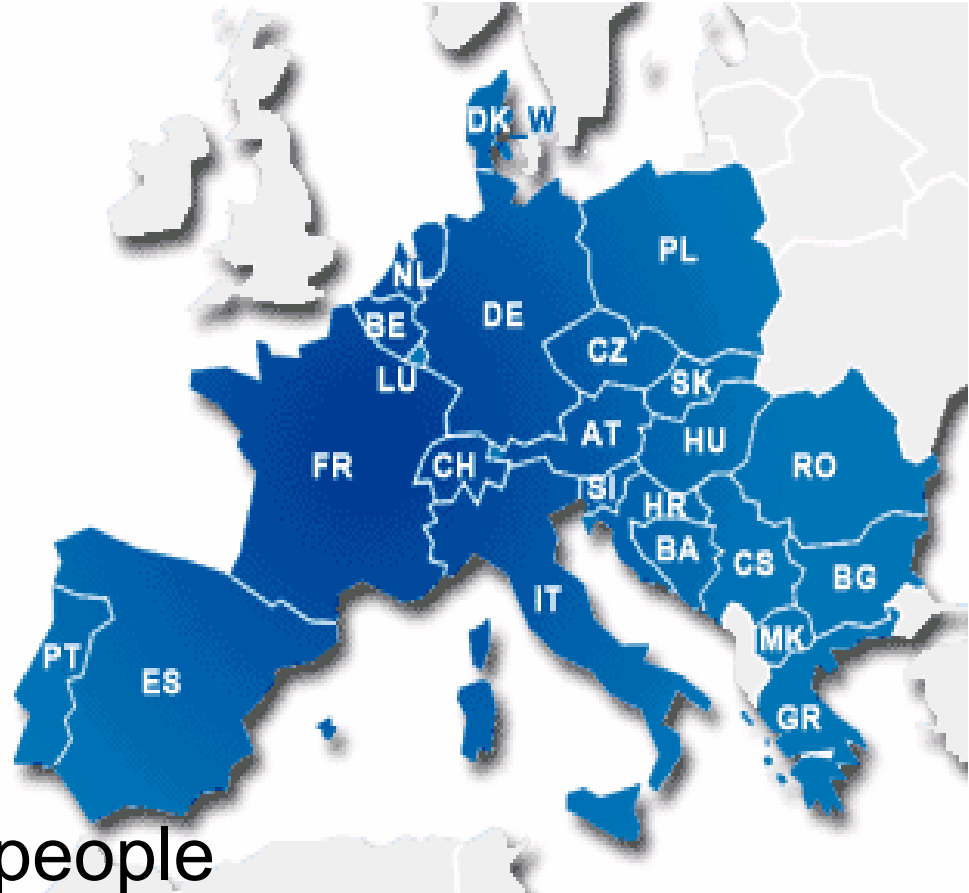 DK_W
PL
NL
DE
BE
CZ
LU
SK
AT
HU
FR
CH
RO
SI
HR
BA
CS
BG
IT
MK
PT
ES
GR
people